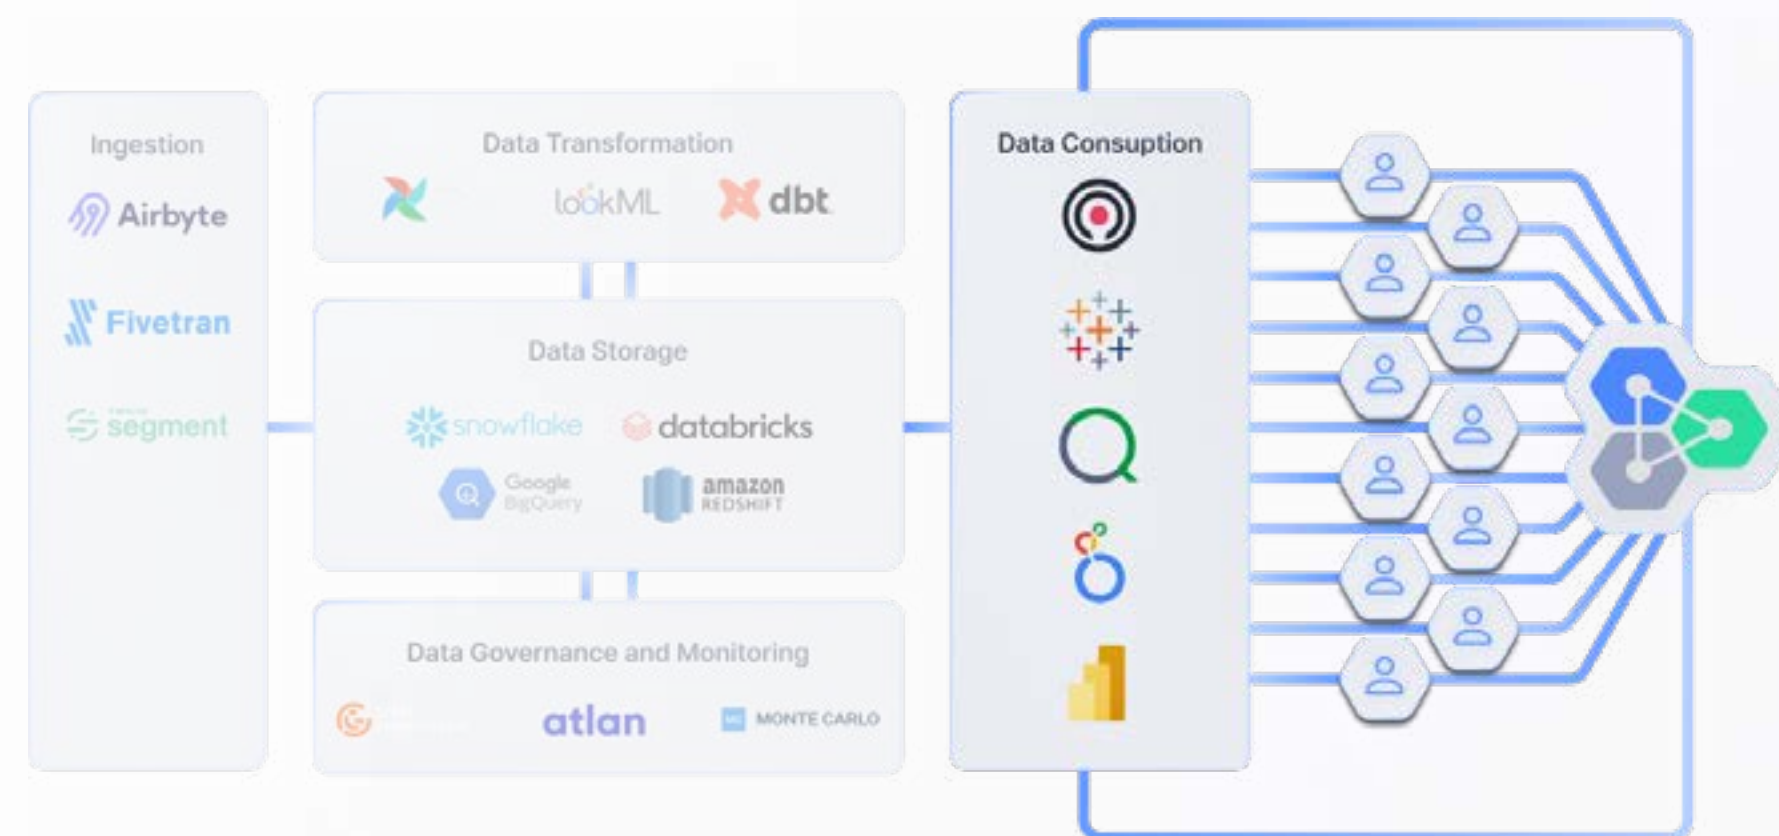 Ingestion
Airbyte
Fivetran
segment
Data Transformation
lookML
dbt
Data Storage
snowflake
databricks
Google
BigQuery
amazon
REDSHIFT
Data Governance and Monitoring
atlan
MONTE CARLO
Data Consuption